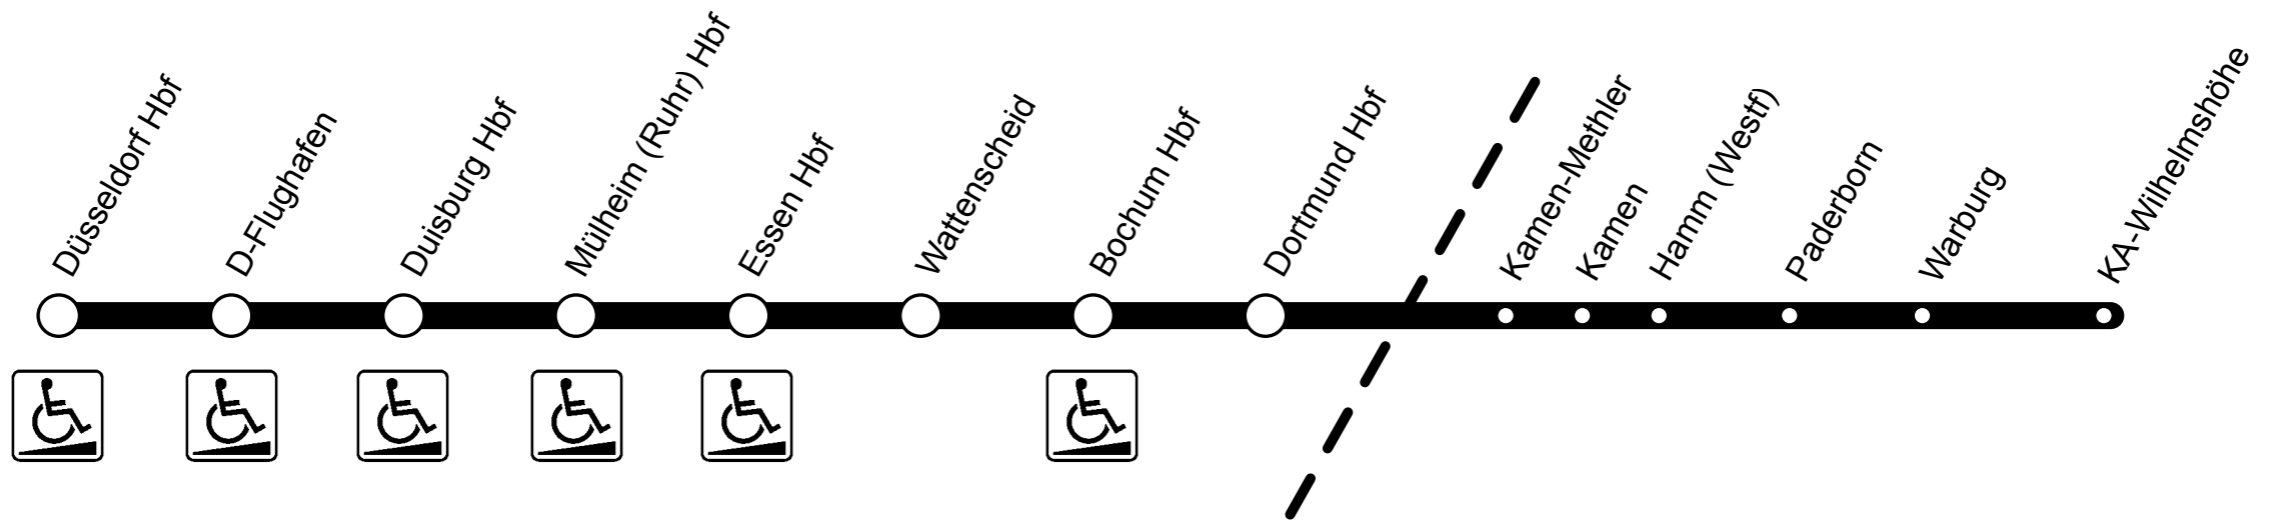 Düsseldorf Hbf
D-Flughafen
Duisburg Hbf
Mülheim (Ruhr) Hbf
Essen Hbf
Wattenscheid
Bochum Hbf
Dortmund Hbf
Kamen-Methler
Kamen
Hamm (Westf)
Paderborn
Warburg
KA-Wilhelmshöhe